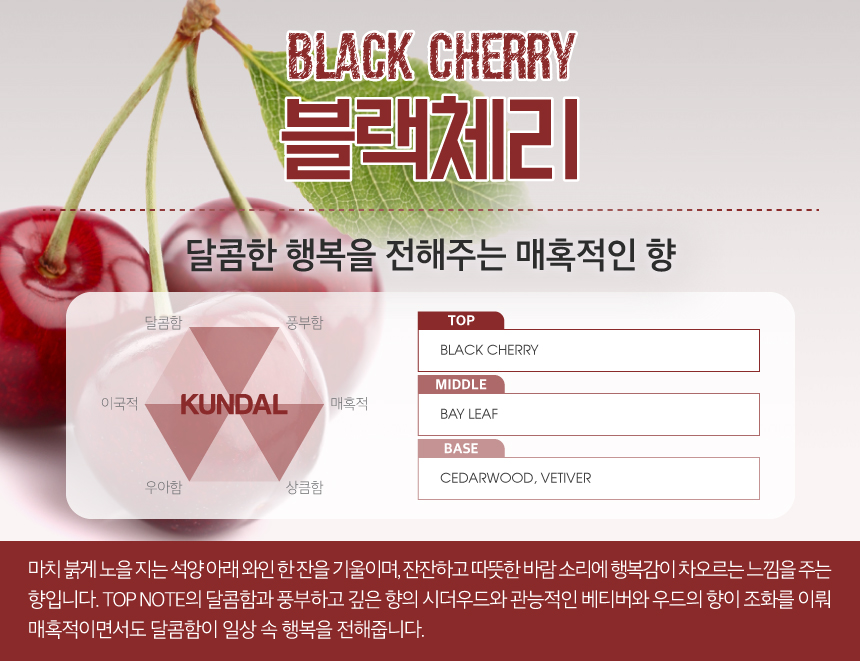 BLACK CHERRY
블랙체리
달콤한 행복을 전해주는 매혹적인 향
달콤함
풍부함
이국적
KUNDAL
매혹적
우아함
상큼함
TOP
BLACK CHERRY
MIDDLE
BAY LEAF
BASE
CEDARWOOD, VETIVER
마치 붉게 노을 지는 석양 아래 와인 한 잔을 기울이며, 잔잔하고 따뜻한 바람 소리에 행복감이 차오르는 느낌을 주는
향입니다. TOP NOTE의 달콤함과 풍부하고 깊은 향의 시더우드와 관능적인 베티버와 우드의 향이 조화를 이뤄
매혹적이면서도 달콤함이 일상 속 행복을 전해줍니다.